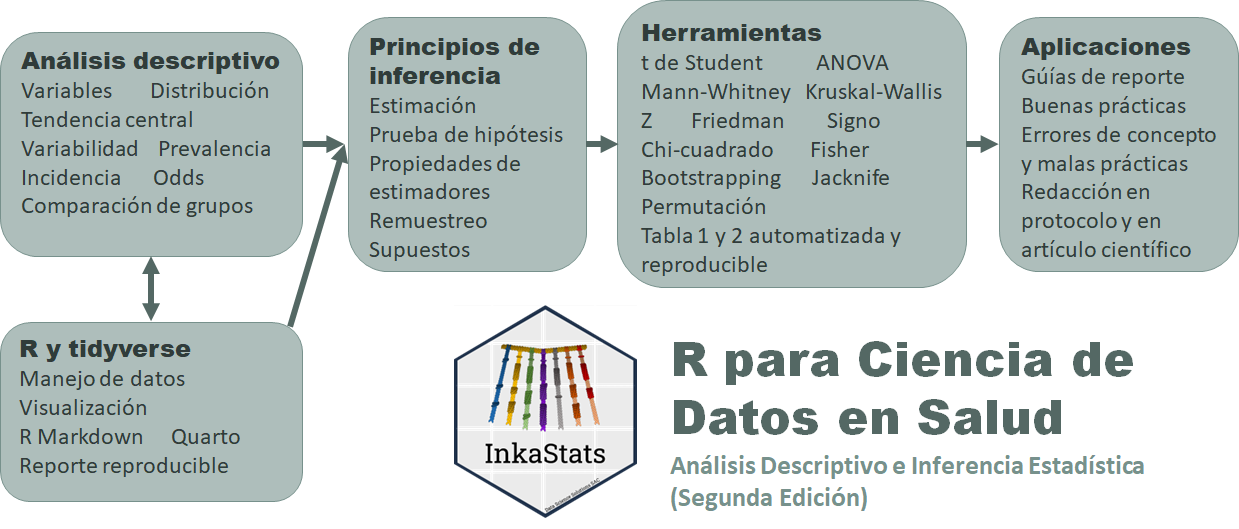 Análisis descriptivo
Variables Distribución
Tendencia central
Variabilidad Prevalencia
Incidencia Odds
Comparación de grupos
R y tidyverse
Manejo de datos
Visualización
R Markdown Quarto
Reporte reproducible
Principios de
inferencia
Estimación
Prueba de hipótesis
Propiedades de
estimadores
Remuestreo
Supuestos
Herramientas
t de Student ANOVA
Mann-Whitney Kruskal-Wallis
Z Friedman Signo
Chi-cuadrado Fisher
Bootstrapping Jacknife
Permutación
Tabla 1 y 2 automatizada y
reproducible
Aplicaciones
Gúías de reporte
Buenas prácticas
Errores de concepto
y malas prácticas
Redacción en
protocolo y en
artículo científico
InkaStats
Data Science Solutions SAC
R para Ciencia de
Datos en Salud
Análisis Descriptivo e Inferencia Estadística
(Segunda Edición)